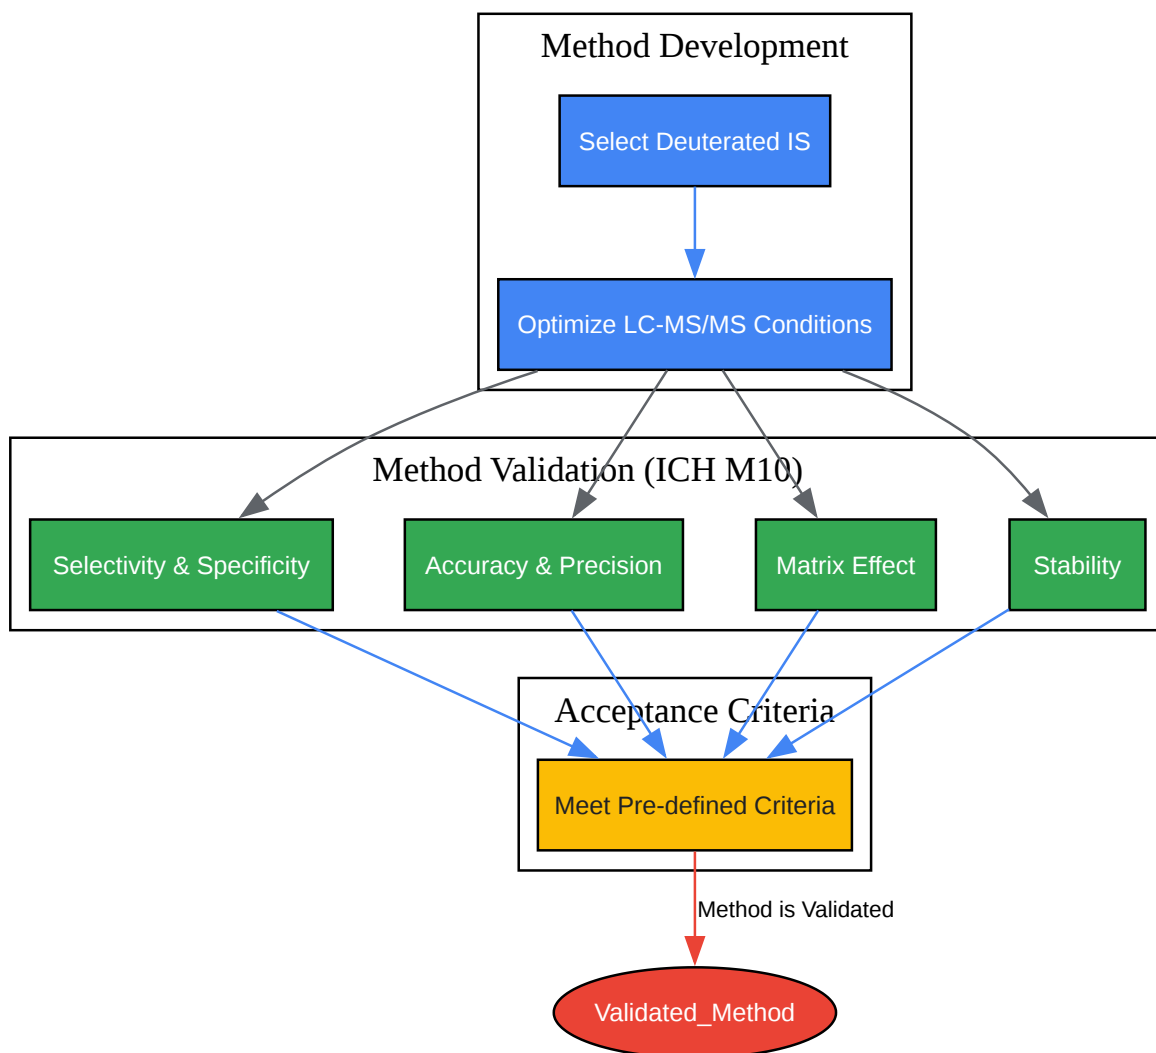 Method Development
Select Deuterated IS
Optimize LC-MS/MS Conditions
Method Validation (ICH M10)
Selectivity & Specificity
Accuracy & Precision
Matrix Effect
Stability
Acceptance Criteria
Meet Pre-defined Criteria
Method is Validated
Validated_Method